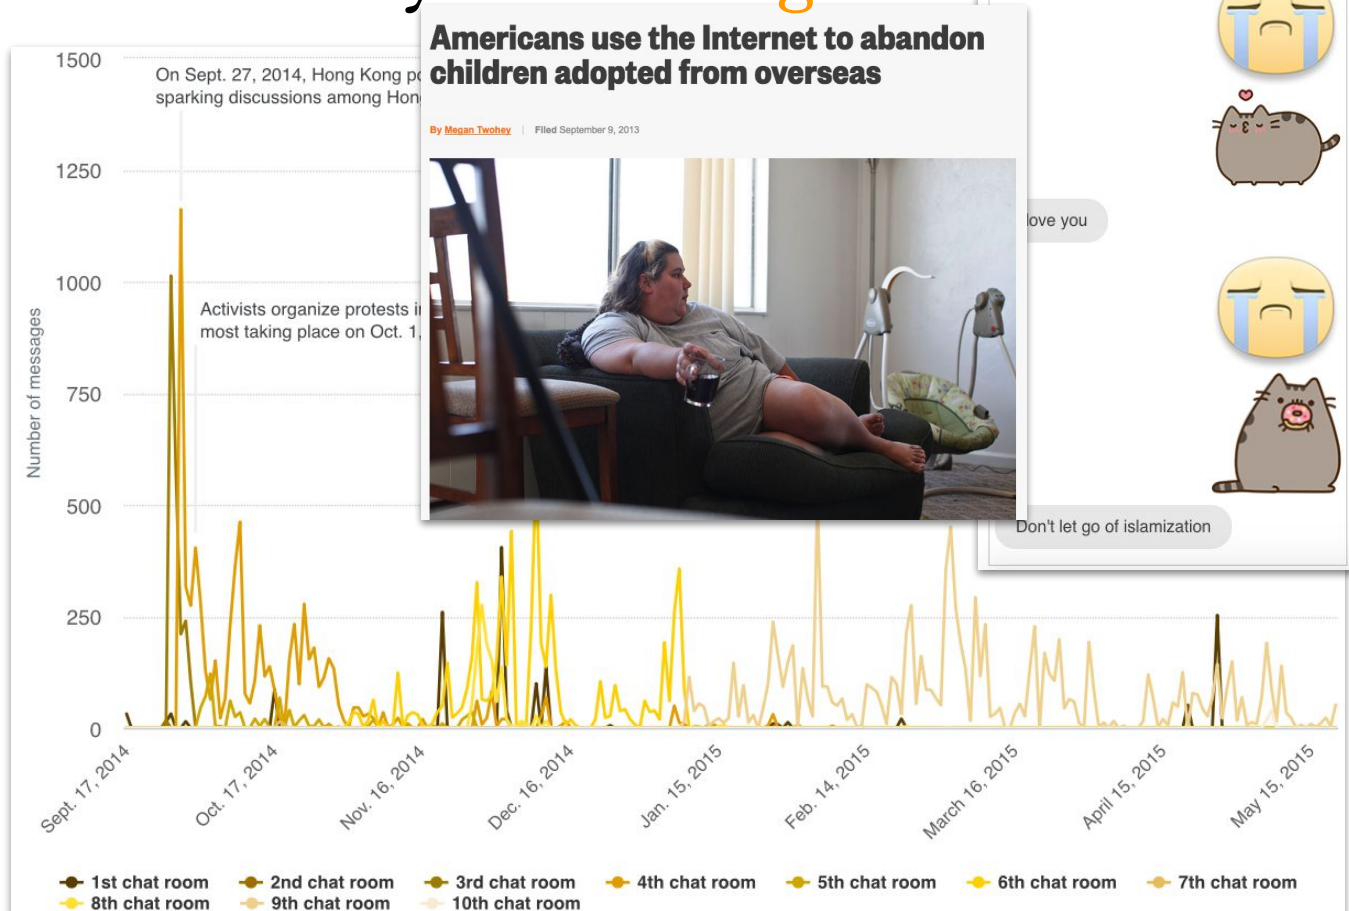 Americans use the Internet to abandon
children adopted from overseas
By Megan Twohey | Filed September 9, 2013
1500
On Sept. 27, 2014, Hong Kong
sparking discussions among
1250
1000
Activists organize protests
most taking place on Oct. 1,
750
500
250
0
Number of messages
Sept. 17, 2014
Oct. 17, 2014
Nov. 16, 2014
Dec. 16, 2014
Jan. 15, 2015
Feb. 14, 2015
March 16, 2015
April 15, 2015
May 15, 2015
1st chat room
2nd chat room
3rd chat room
4th chat room
5th chat room
6th chat room
7th chat room
8th chat room
9th chat room
10th chat room
love you
Don't let go of islamization